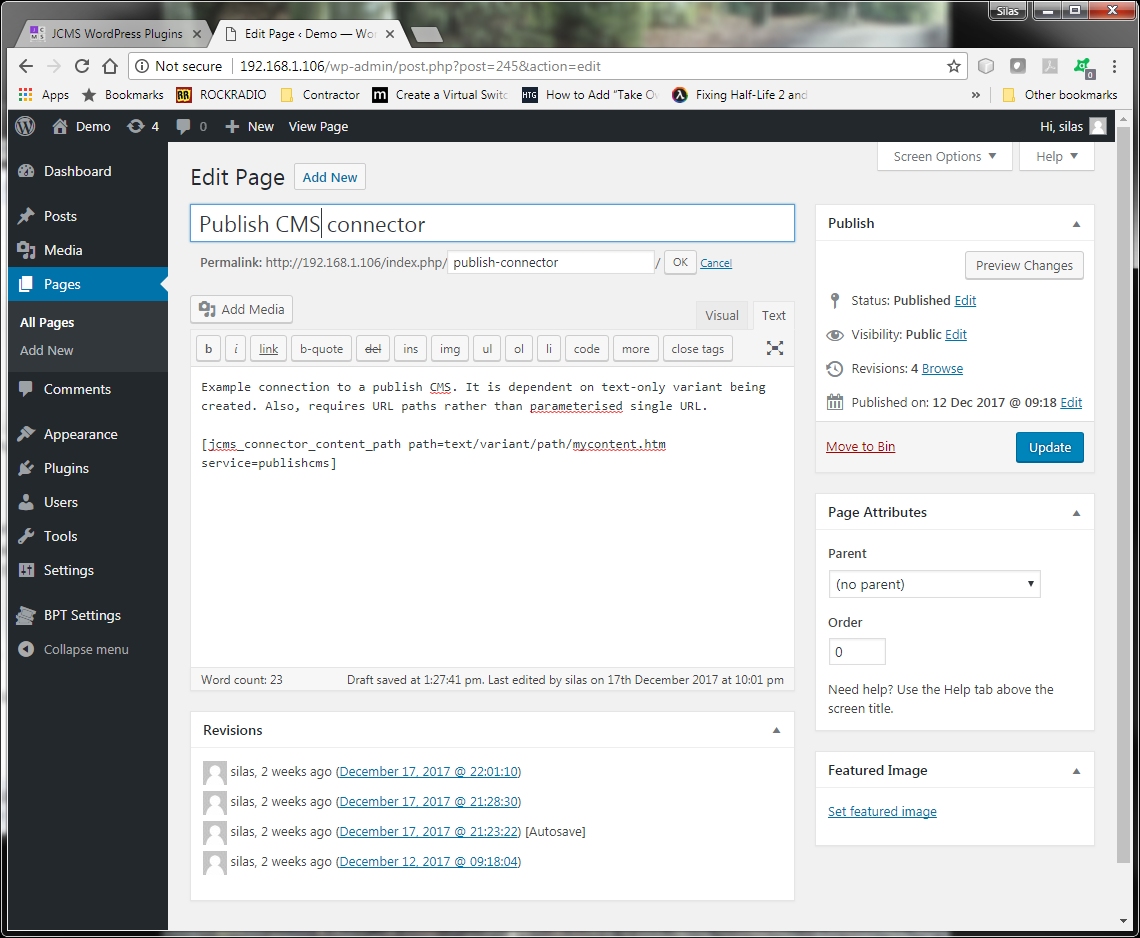 Silas
JCMS WordPress Plugins
Edit Page ‹ Demo — Wo
Not secure 192.168.1.106/wp-admin/post.php?post=245&action=edit
0
Apps Bookmarks RR ROCKRADIO Contractor m Create a Virtual Switc HTG How to Add "Take Ov Fixing Half-Life 2 and » Other bookmarks
Demo 4 0 New View Page Hi, silas
Screen Options Help
Dashboard
Posts
Media
Pages
All Pages
Add New
Comments
Appearance
Plugins
Users
Tools
Settings
BPT Settings
Collapse menu
Edit Page Add New
Publish CMS connector
Permalink: http://192.168.1.106/index.php/ publish-connector / OK Cancel
Add Media Visual Text
b i link b-quote del ins img ul ol li code more close tags
Example connection to a publish CMS. It is dependent on text-only variant being
created. Also, requires URL paths rather than parameterised single URL.
[jcms_connector_content_path path=text/variant/path/mycontent.htm
service=publishcms]
Word count: 23 Draft saved at 1:27:41 pm. Last edited by silas on 17th December 2017 at 10:01 pm
Revisions
silas, 2 weeks ago (December 17, 2017 @ 22:01:10)
silas, 2 weeks ago (December 17, 2017 @ 21:28:30)
silas, 2 weeks ago (December 17, 2017 @ 21:23:22) [Autosave]
silas, 2 weeks ago (December 12, 2017 @ 09:18:04)
Publish
Preview Changes
Status: Published Edit
Visibility: Public Edit
Revisions: 4 Browse
Published on: 12 Dec 2017 @ 09:18 Edit
Move to Bin Update
Page Attributes
Parent
(no parent)
Order
0
Need help? Use the Help tab above the
screen title.
Featured Image
Set featured image